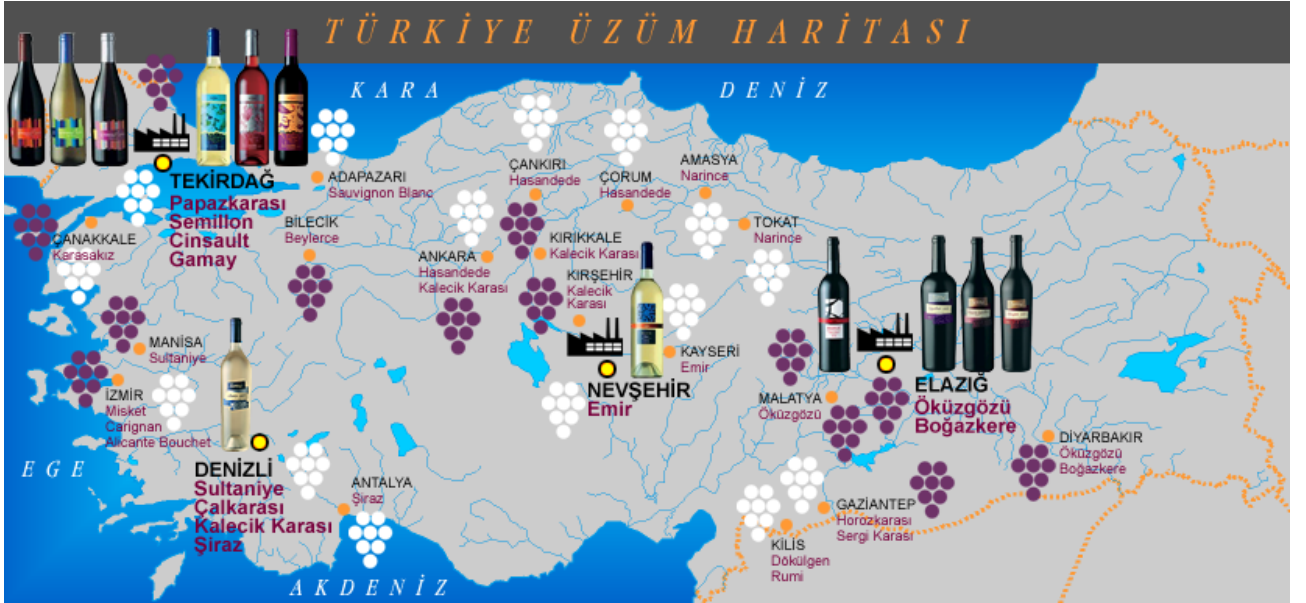 TÜRKİYE ÜZÜM HARİTASI
KARA DENİZ
TEKİRDAĞ
Papazkarası
Semillon
Cinsault
Gamay
ADAPAZARI
Sauvignon Blanc
ÇANKIRI
Hasandede
ÇORUM
Hasandede
AMASYA
Narince
TOKAT
Narince
ÇANAKKALE
Karasakız
BİLECİK
Beylerce
ANKARA
Hasandede
Kalecik Karası
KIRIKKALE
Kalecik Karası
KIRŞEHİR
Kalecik
Karası
MANİSA
Sultaniye
İZMİR
Misket
Carignan
Alicante Bouchet
NEVŞEHİR
Emir
KAYSERİ
Emir
MALATYA
Öküzgözü
ELAZIĞ
Öküzgözü
Boğazkere
DİYARBAKIR
Öküzgözü
Boğazkere
EGE
DENİZLİ
Sultaniye
Çalkarası
Kalecik Karası
Şiraz
ANTALYA
Şiraz
GAZİANTEP
Horozkarası
Sergi Karası
KİLİS
Dökülgen
Rumi
AKDENİZ